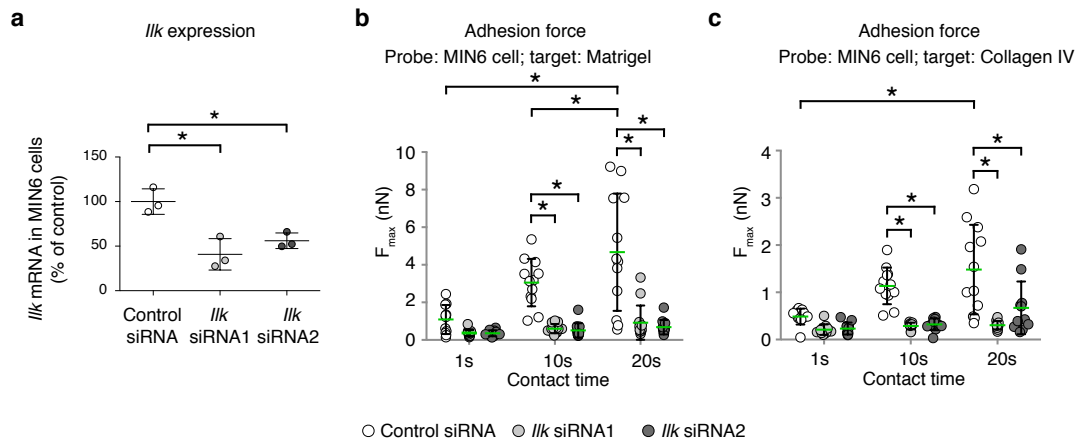 a
Ilk expression
*
*
Ilk mRNA in MIN6 cells
(% of control)
150
100
50
0
Control
siRNA
Ilk
siRNA1
Ilk
siRNA2
b
Adhesion force
Probe: MIN6 cell; target: Matrigel
*
*
*
*
*
*
F_max (nN)
10
8
6
4
2
0
1s
10s
20s
Contact time
c
Adhesion force
Probe: MIN6 cell; target: Collagen IV
*
*
*
*
*
F_max (nN)
4
3
2
1
0
1s
10s
20s
Contact time
Control siRNA
Ilk siRNA1
Ilk siRNA2